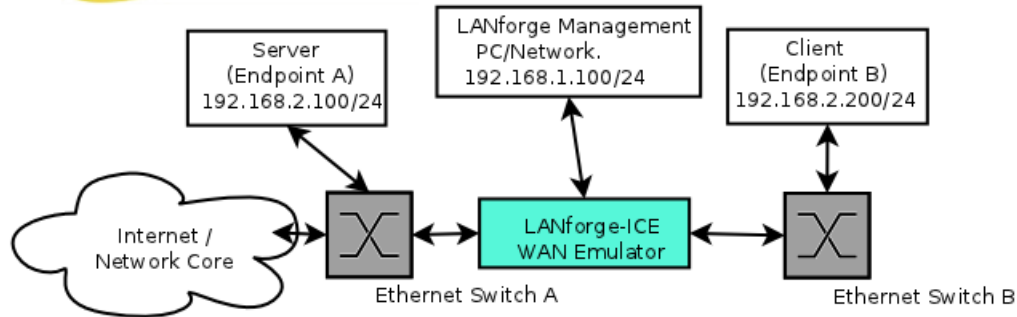 Server
(Endpoint A)
192.168.2.100/24
LANforge Management
PC/Network.
192.168.1.100/24
Client
(Endpoint B)
192.168.2.200/24
Internet /
Network Core
LANforge-ICE
WAN Emulator
Ethernet Switch A
Ethernet Switch B